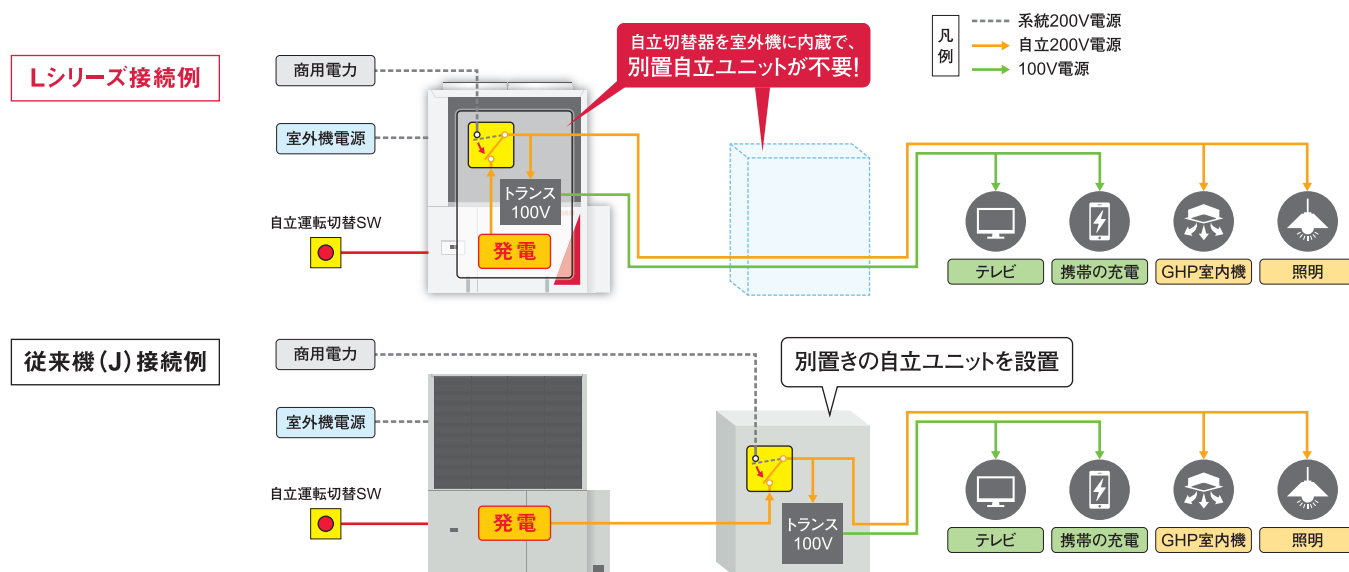 凡例
系統200V電源
自立200V電源
100V電源
Lシリーズ接続例
自立切替器を室外機に内蔵で、
別置自立ユニットが不要!
商用電力
室外機電源
自立運転切替SW
トランス
100V
発電
テレビ
携帯の充電
GHP室内機
照明
従来機（J）接続例
商用電力
室外機電源
自立運転切替SW
発電
別置きの自立ユニットを設置
トランス
100V
テレビ
携帯の充電
GHP室内機
照明